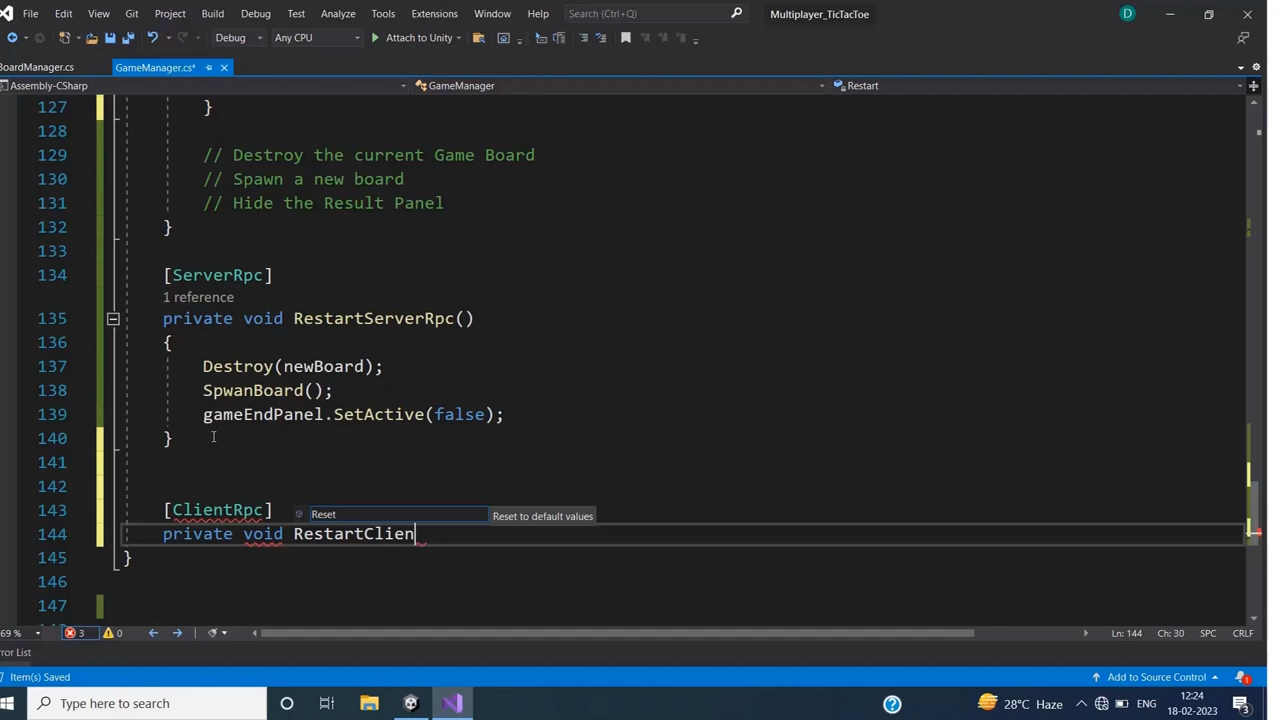 File Edit View Git Project Build Debug Test Analyze Tools Extensions Window Help Search (Ctrl+Q) Multiplayer_TicTacToe D
Debug Any CPU Attach to Unity
BoardManager.cs GameManager.cs*
Assembly-CSharp GameManager Restart
127 }
128
129 // Destroy the current Game Board
130 // Spawn a new board
131 // Hide the Result Panel
132 }
133
134 [ServerRpc]
1 reference
135 private void RestartServerRpc()
136 {
137 Destroy(newBoard);
138 SpwanBoard();
139 gameEndPanel.SetActive(false);
140 }
141
142
143 [ClientRpc] Reset Reset to default values
144 private void RestartClien
145 }
146
147
69 % 3 0 Ln: 144 Ch: 30 SPC CRLF
rror List
Item(s) Saved Add to Source Control 1
Type here to search 28°C Haze ENG 12:24
18-02-2023 3